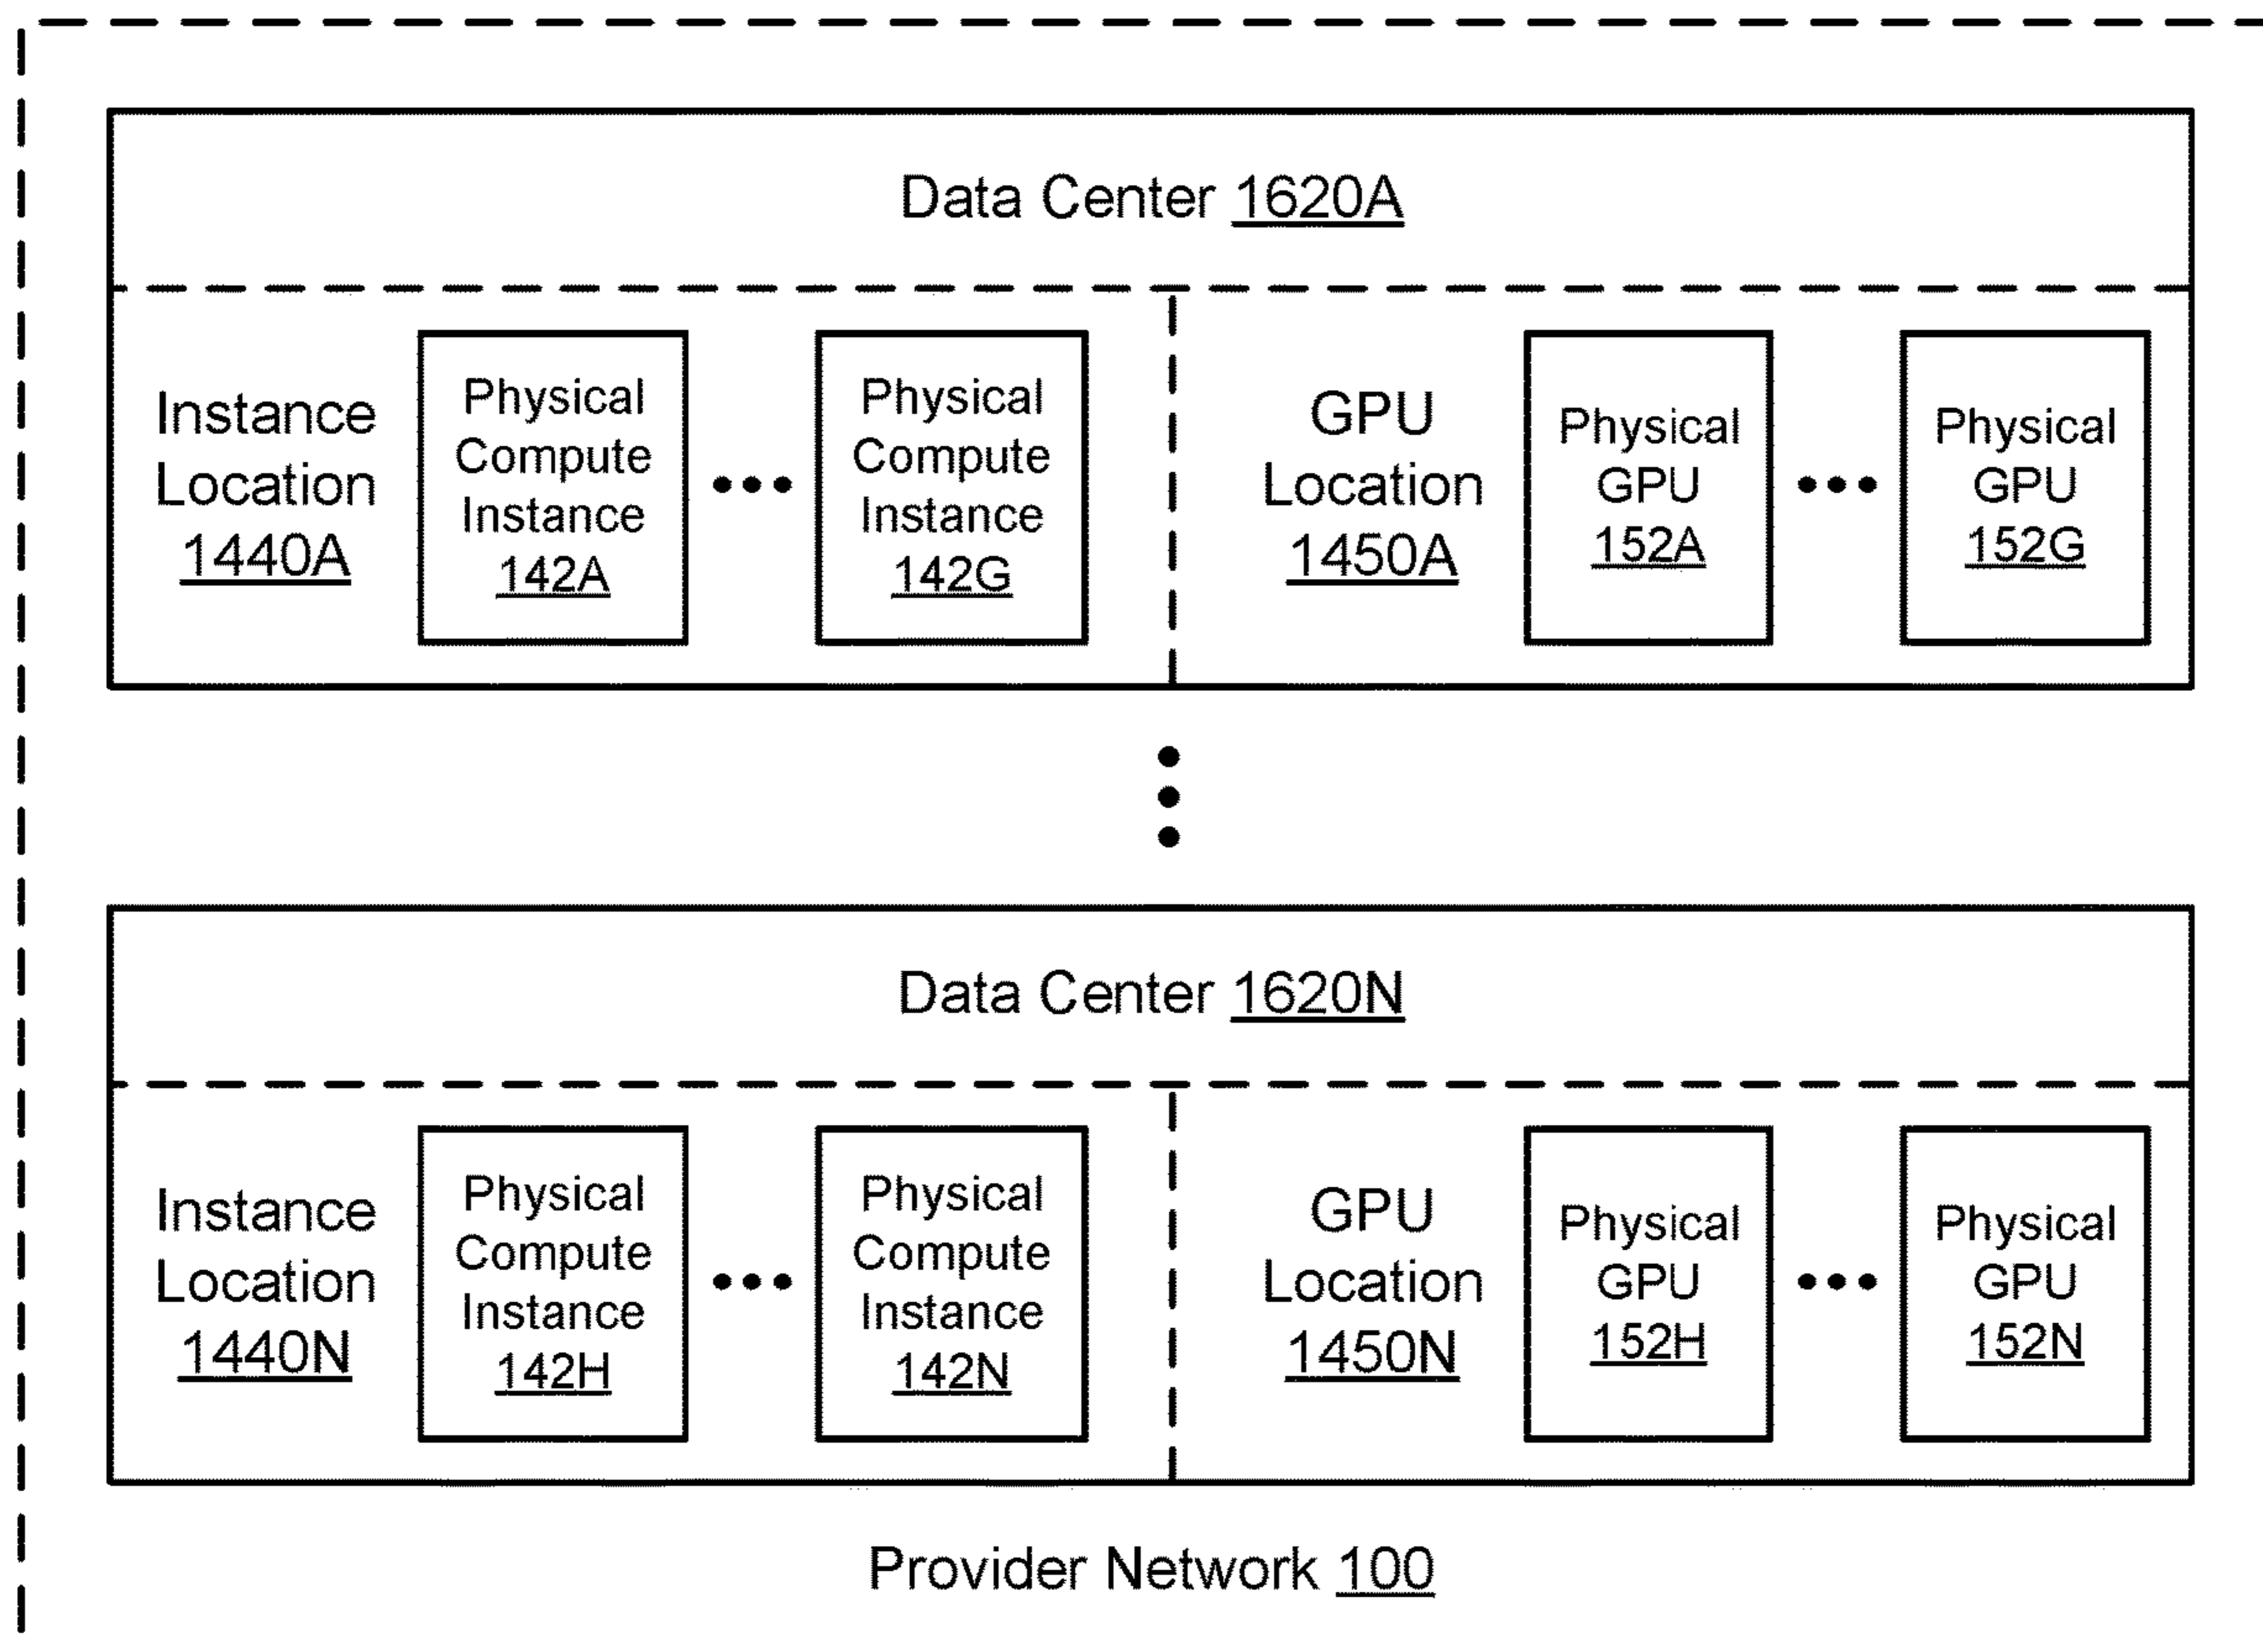 Data Center 1620A
Instance
Location
1440A
Physical
Compute
Instance
142A
•••
Physical
Compute
Instance
142G
GPU
Location
1450A
Physical
GPU
152A
•••
Physical
GPU
152G
Data Center 1620N
Instance
Location
1440N
Physical
Compute
Instance
142H
•••
Physical
Compute
Instance
142N
GPU
Location
1450N
Physical
GPU
152H
•••
Physical
GPU
152N
Provider Network 100